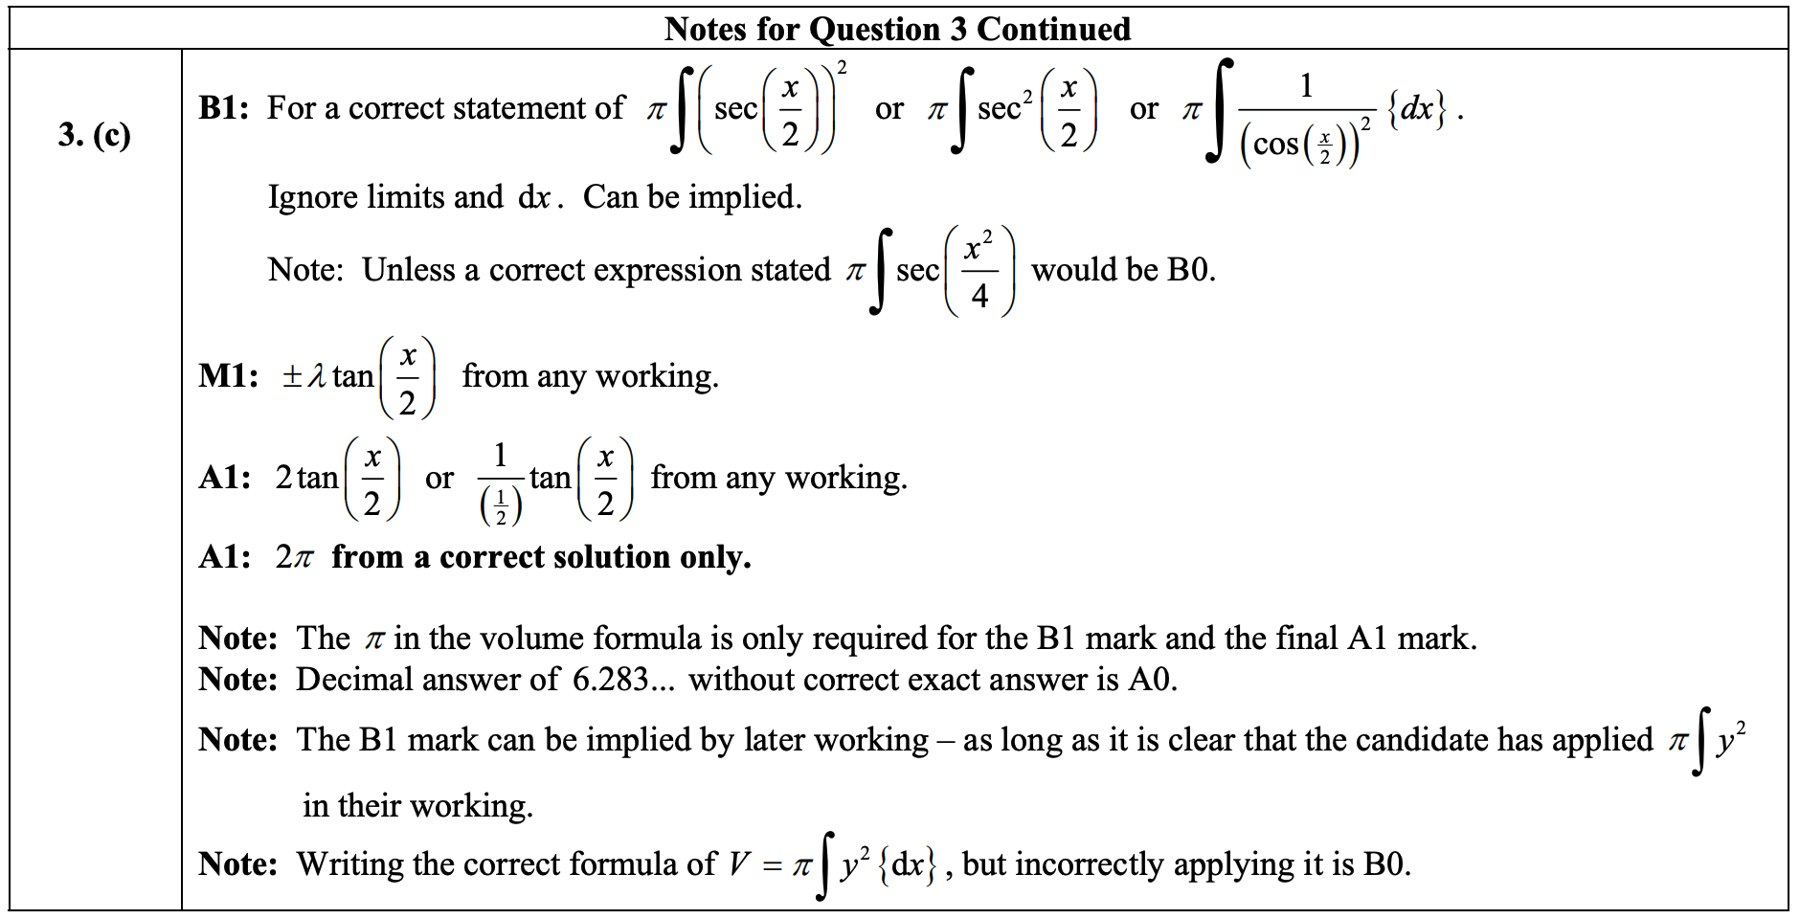 Notes for Question 3 Continued
3. (c)
B1: For a correct statement of π∫(sec(x/2))² or π∫sec²(x/2) or π∫1/(cos(x/2))² {dx} .
Ignore limits and dx . Can be implied.
Note: Unless a correct expression stated π∫sec(x²/4) would be B0.
M1: ±λ tan(x/2) from any working.
A1: 2 tan(x/2) or 1/(1/2) tan(x/2) from any working.
A1: 2π from a correct solution only.
Note: The π in the volume formula is only required for the B1 mark and the final A1 mark.
Note: Decimal answer of 6.283... without correct exact answer is A0.
Note: The B1 mark can be implied by later working – as long as it is clear that the candidate has applied π∫y²
in their working.
Note: Writing the correct formula of V = π∫y² {dx} , but incorrectly applying it is B0.